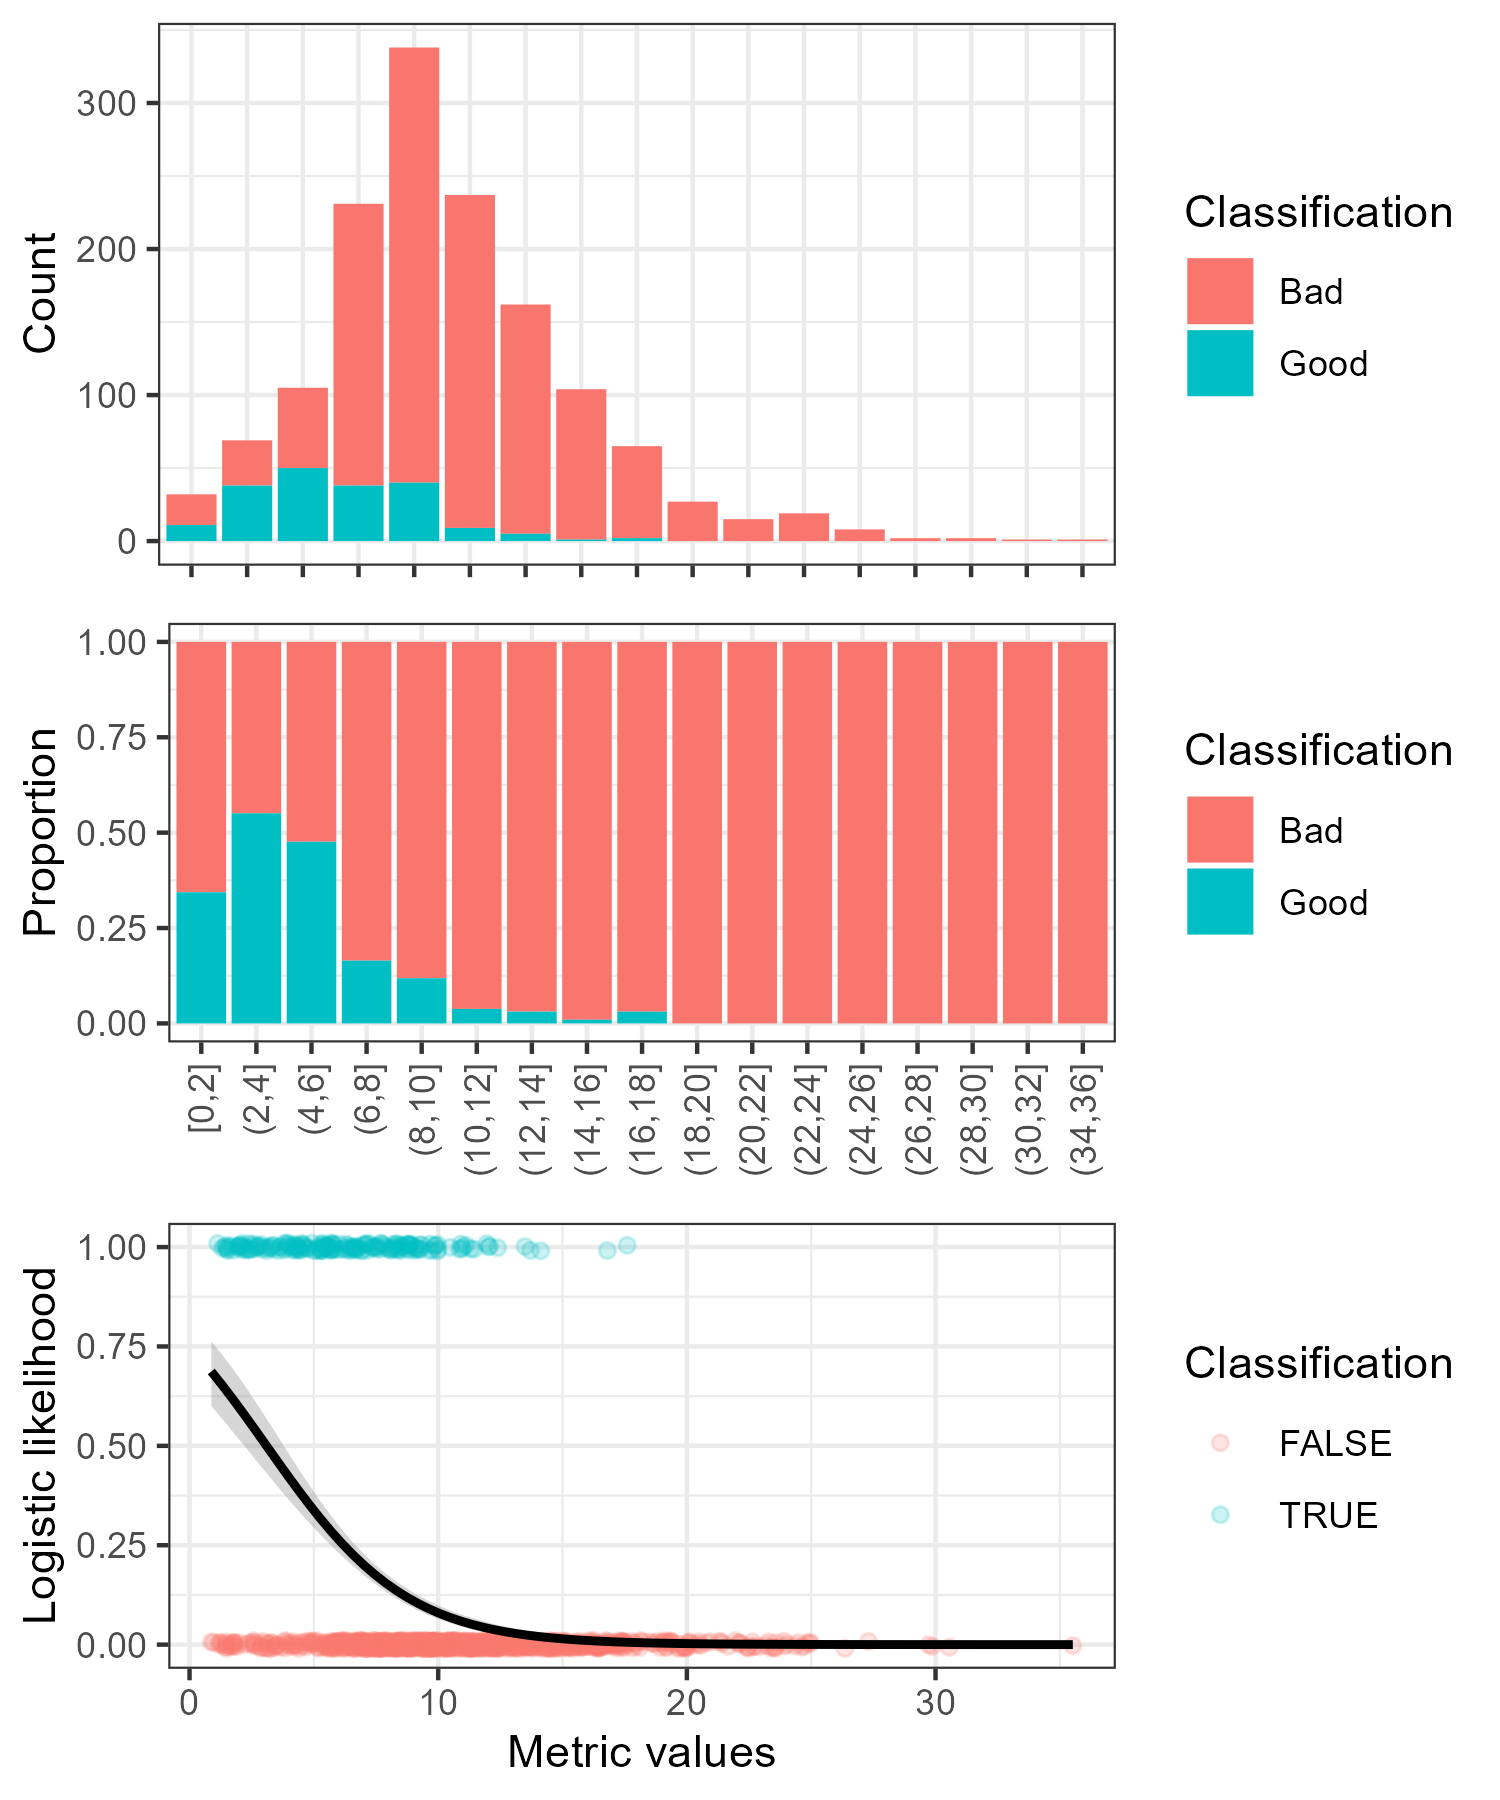 Count
300
200
100
0
Classification
Bad
Good
Proportion
1.00
0.75
0.50
0.25
0.00
[0,2]
(2,4]
(4,6]
(6,8]
(8,10]
(10,12]
(12,14]
(14,16]
(16,18]
(18,20]
(20,22]
(22,24]
(24,26]
(26,28]
(28,30]
(30,32]
(34,36]
Classification
Bad
Good
Logistic likelihood
1.00
0.75
0.50
0.25
0.00
0 10 20 30
Metric values
Classification
FALSE
TRUE